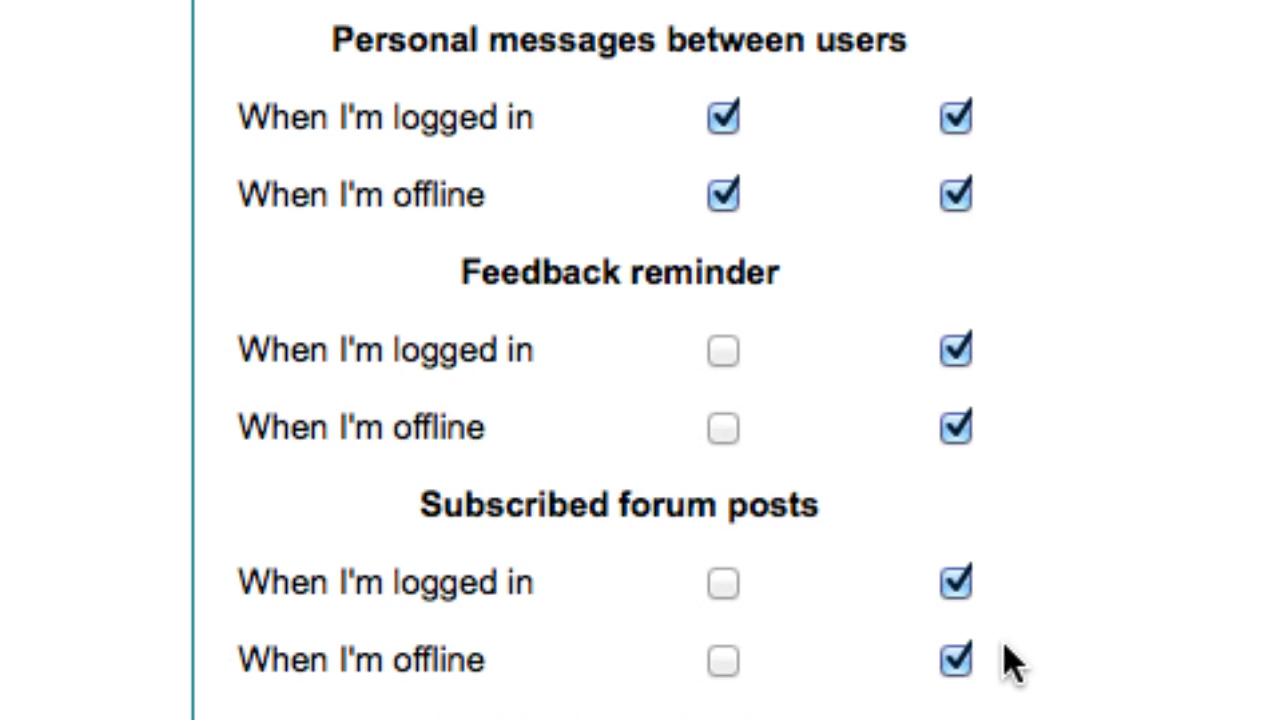 Personal messages between users
When I'm logged in
When I'm offline
Feedback reminder
When I'm logged in
When I'm offline
Subscribed forum posts
When I'm logged in
When I'm offline